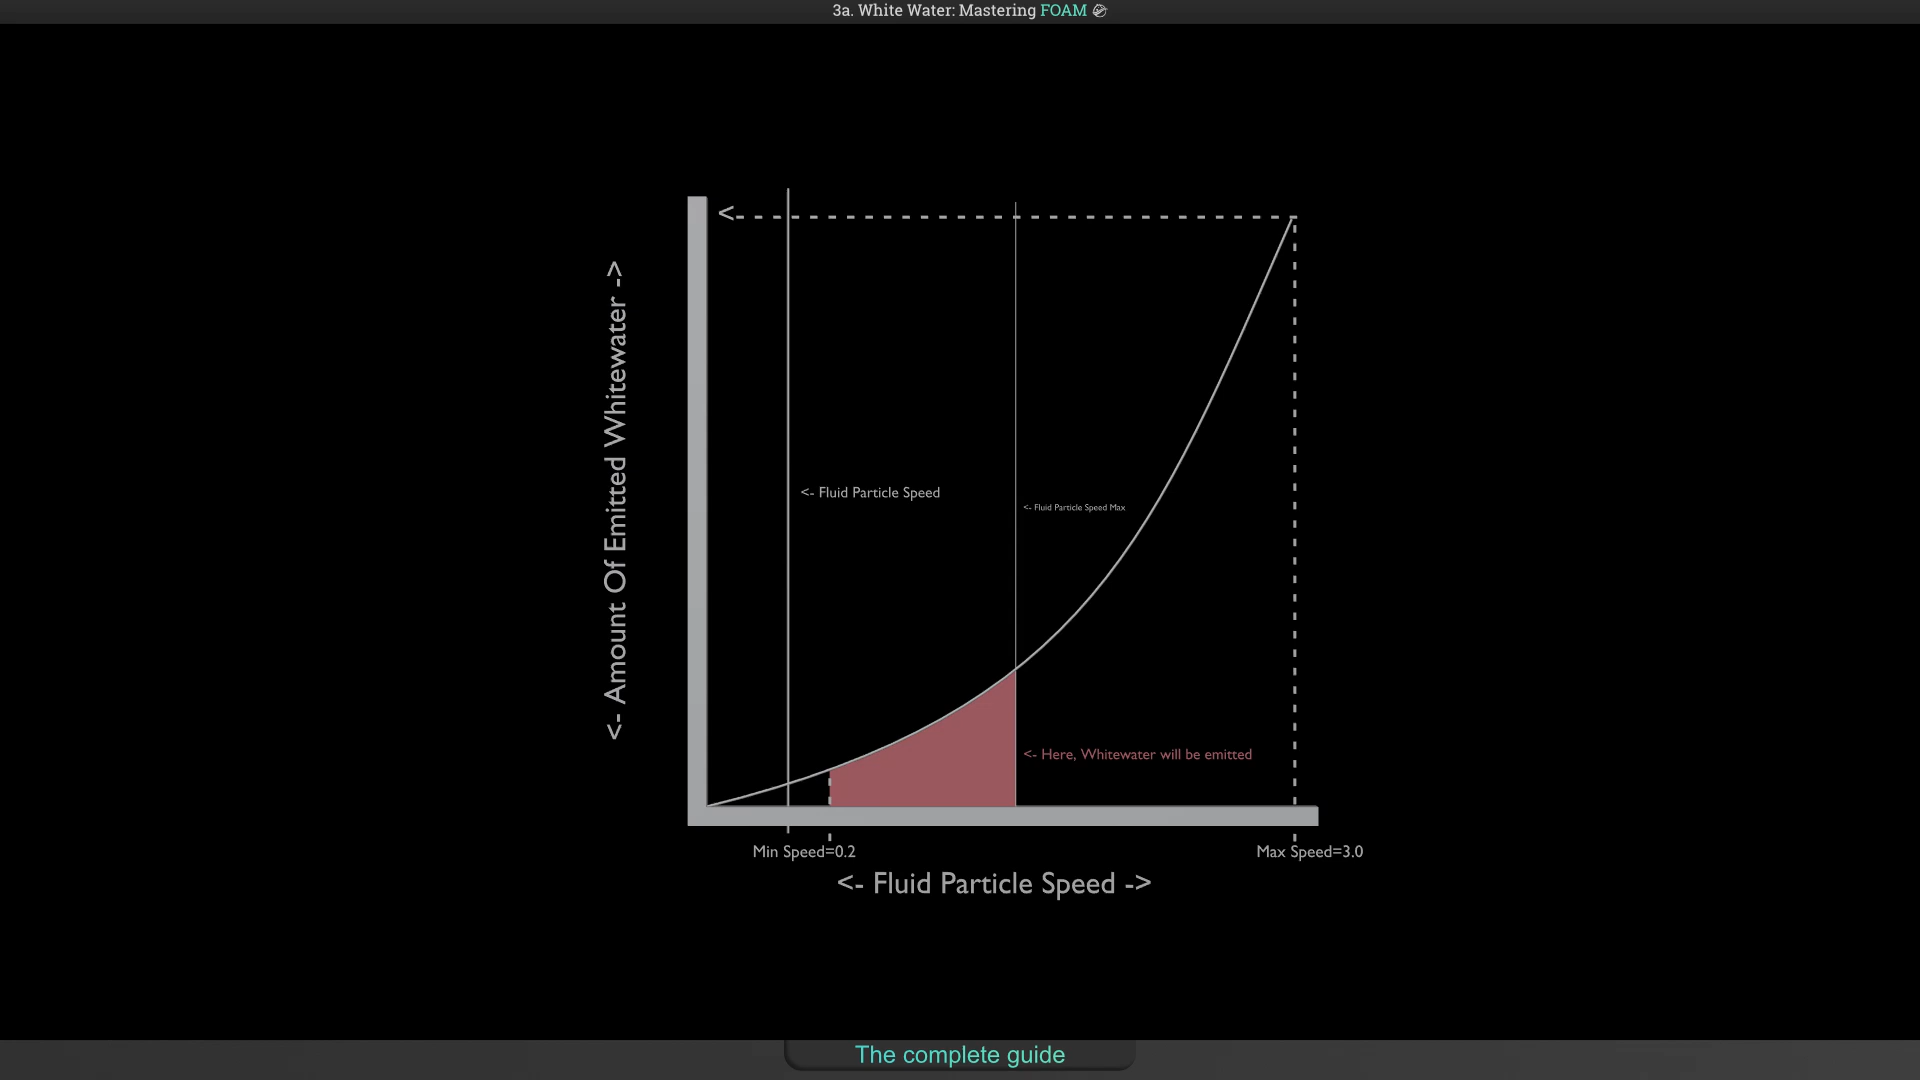 3a. White Water: Mastering FOAM
<
<- Amount Of Emitted Whitewater ->
<- Fluid Particle Speed
<- Fluid Particle Speed Max
<- Here, Whitewater will be emitted
Min Speed=0.2
Max Speed=3.0
<- Fluid Particle Speed ->
The complete guide